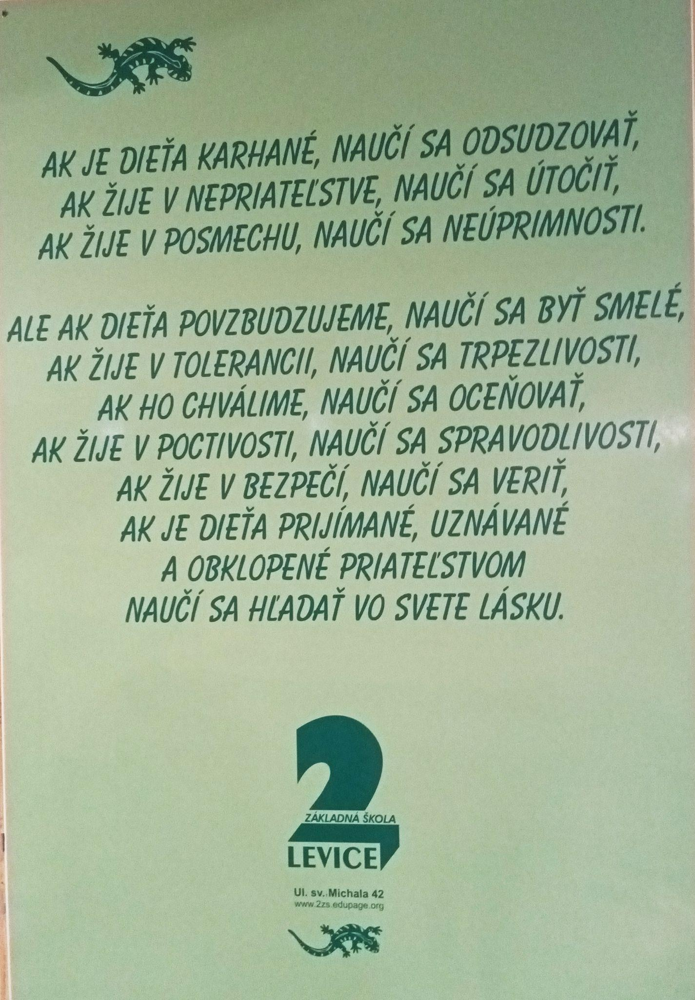 AK JE DIEŤA KARHANÉ, NAUČÍ SA ODSUDZOVAŤ,
AK ŽIJE V NEPRIATEĽSTVE, NAUČÍ SA ÚTOČIŤ,
AK ŽIJE V POSMECHU, NAUČÍ SA NEÚPRIMNOSTI.
ALE AK DIEŤA POVZBUDZUJEME, NAUČÍ SA BYŤ SMELÉ,
AK ŽIJE V TOLERANCII, NAUČÍ SA TRPEZLIVOSTI,
AK HO CHVÁLIME, NAUČÍ SA OCEŇOVAŤ,
AK ŽIJE V POCTIVOSTI, NAUČÍ SA SPRAVODLIVOSTI,
AK ŽIJE V BEZPEČÍ, NAUČÍ SA VERIŤ,
AK JE DIEŤA PRIJÍMANÉ, UZNÁVANÉ
A OBKLOPENÉ PRIATEĽSTVOM
NAUČÍ SA HĽADAŤ VO SVETE LÁSKU.
2
ZÁKLADNÁ ŠKOLA
LEVICE
Ul. sv. Michala 42
www.2zs.edupage.org